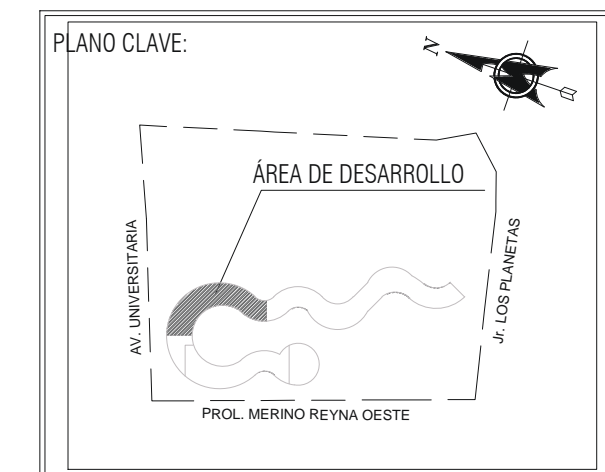 PLANO CLAVE:
N
ÁREA DE DESARROLLO
AV. UNIVERSITARIA
Jr. LOS PLANETAS
PROL. MERINO REYNA OESTE